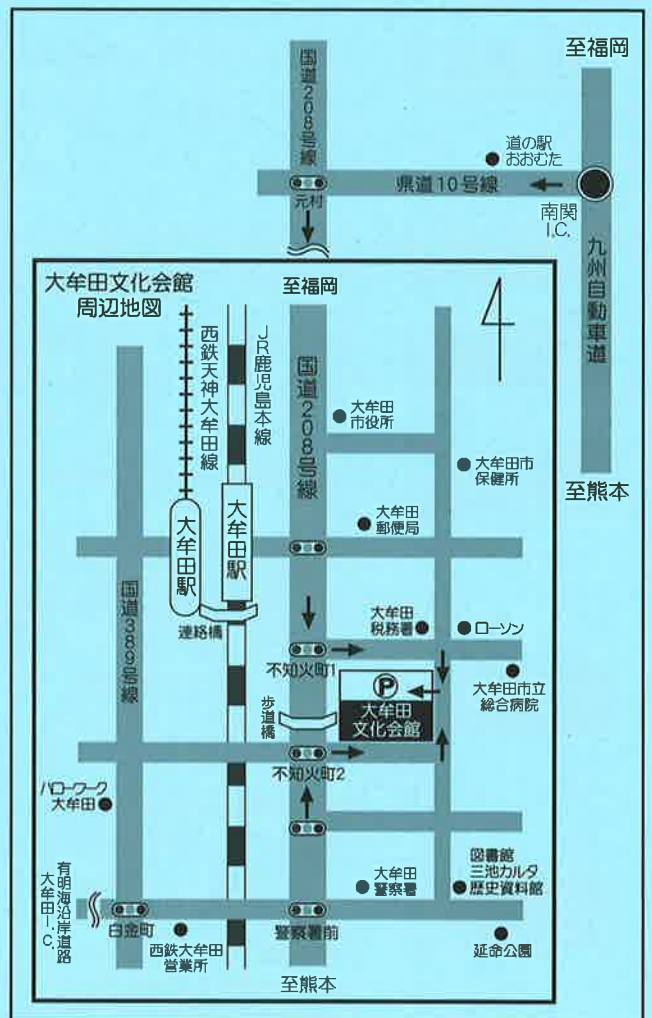 至福岡
国道208号線
道の駅
おおむた
県道10号線
元村
南関
I.C.
九州自動車道
至熊本
大牟田文化会館
周辺地図
至福岡
西鉄天神大牟田線
JR鹿児島本線
国道208号線
大牟田
市役所
大牟田市
保健所
大牟田
郵便局
大牟田駅
大牟田駅
国道389号線
連絡橋
大牟田
税務署
ローソン
不知火町1
大牟田市立
総合病院
P
大牟田
文化会館
歩道橋
不知火町2
ハローワーク
大牟田
図書館
三池カルタ
歴史資料館
大牟田
警察署
有明海沿岸道路
大牟田I.C.
白金町
警察署前
西鉄大牟田
営業所
延命公園
至熊本